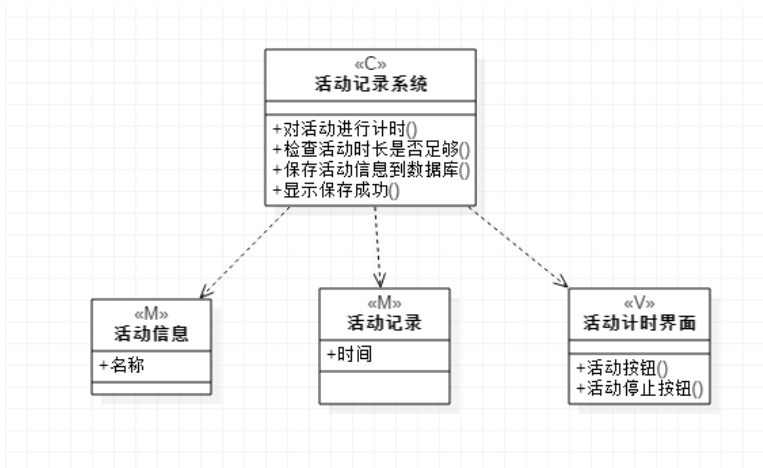 «C»
活动记录系统
+对活动进行计时()
+检查活动时长是否足够()
+保存活动信息到数据库()
+显示保存成功()
«M»
活动信息
+名称
«M»
活动记录
+时间
«V»
活动计时界面
+活动按钮()
+活动停止按钮()